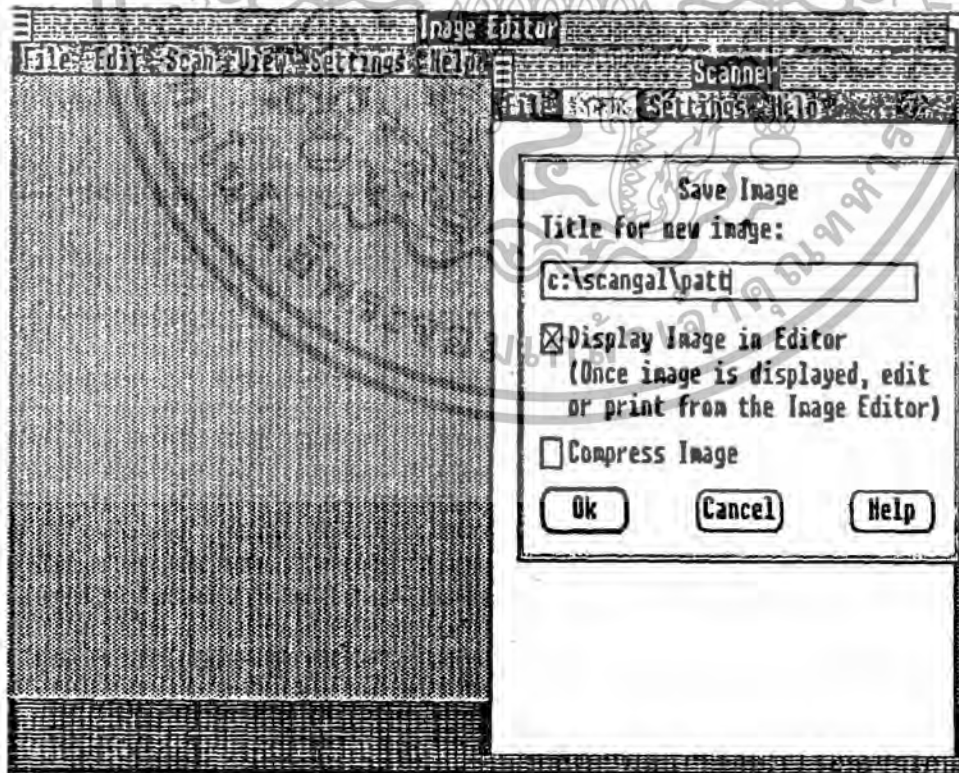 Image Editor
File Edit Scan View Settings Help
Scanner
File Scan Settings Help
Save Image
Title for new image:
c:\scangal\patt
Display Image in Editor
(Once image is displayed, edit
or print from the Image Editor)
Compress Image
Ok Cancel Help